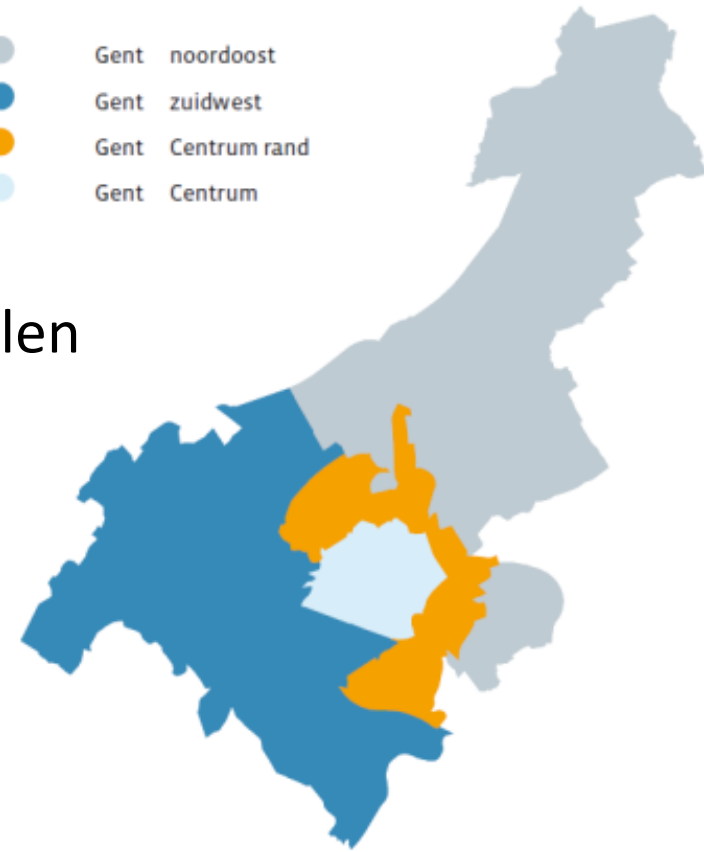 Gent noordoost
Gent zuidwest
Gent Centrum rand
Gent Centrum
len